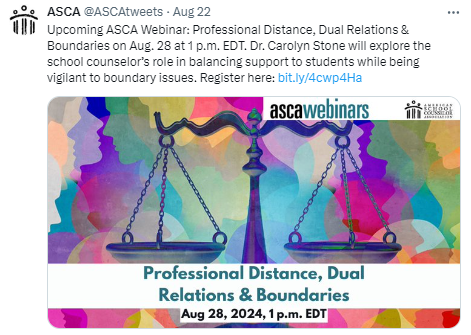 ASCA @ASCAtweets · Aug 22
Upcoming ASCA Webinar: Professional Distance, Dual Relations &
Boundaries on Aug. 28 at 1 p.m. EDT. Dr. Carolyn Stone will explore the
school counselor's role in balancing support to students while being
vigilant to boundary issues. Register here: bit.ly/4cwp4Ha
ascawebinars
AMERICAN
SCHOOL
COUNSELOR
ASSOCIATION
Professional Distance, Dual
Relations & Boundaries
Aug 28, 2024, 1 p.m. EDT